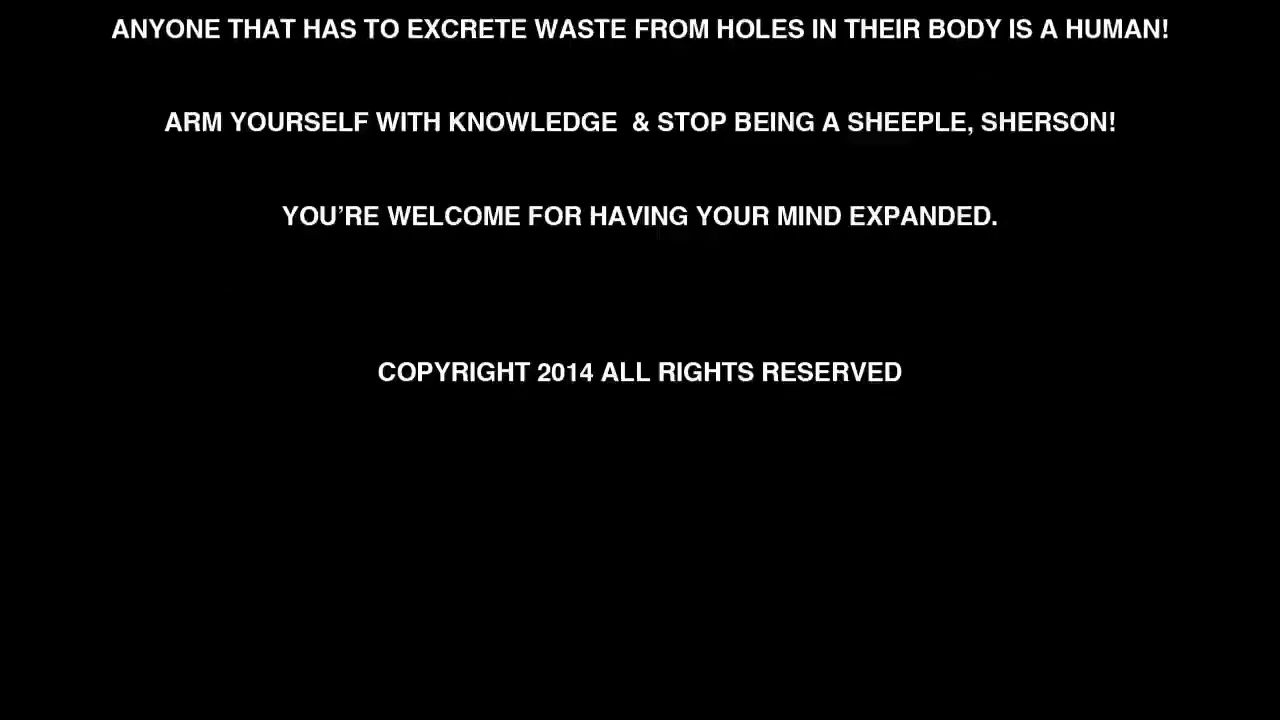 ANYONE THAT HAS TO EXCRETE WASTE FROM HOLES IN THEIR BODY IS A HUMAN!
ARM YOURSELF WITH KNOWLEDGE  & STOP BEING A SHEEPLE, SHERSON!
YOU’RE WELCOME FOR HAVING YOUR MIND EXPANDED.
COPYRIGHT 2014 ALL RIGHTS RESERVED